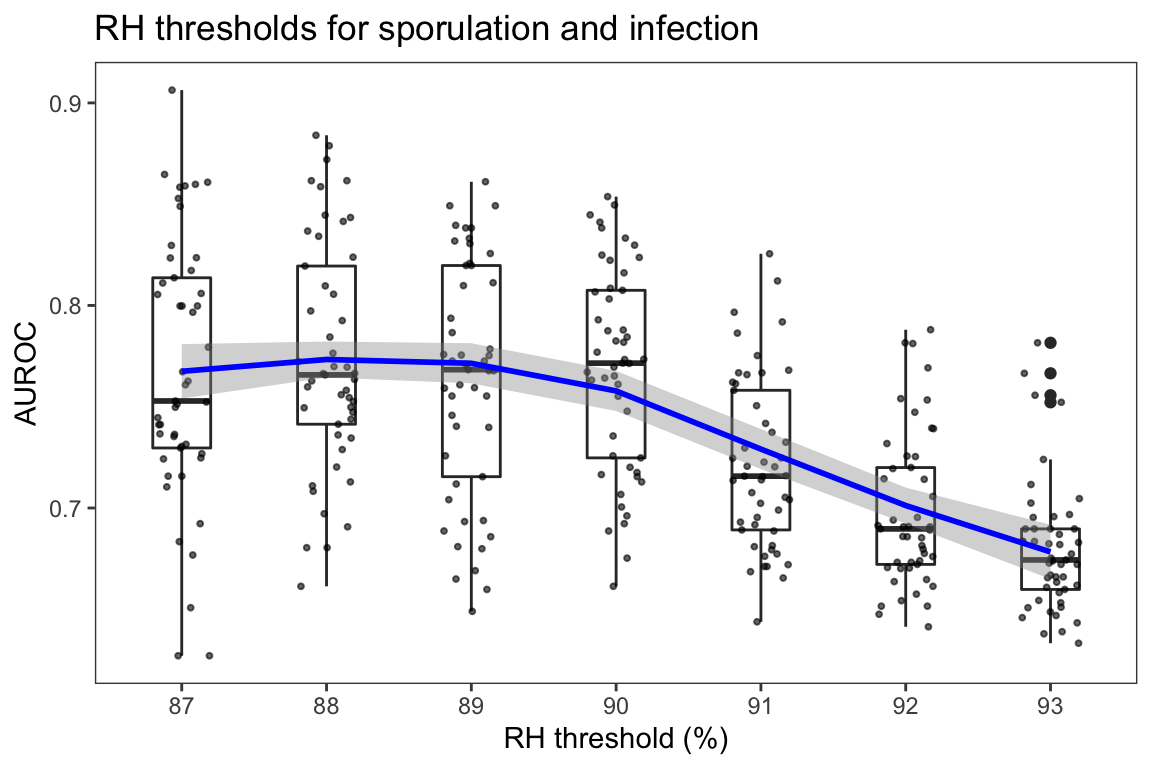 RH thresholds for sporulation and infection
AUROC
0.9
0.8
0.7
87 88 89 90 91 92 93
RH threshold (%)